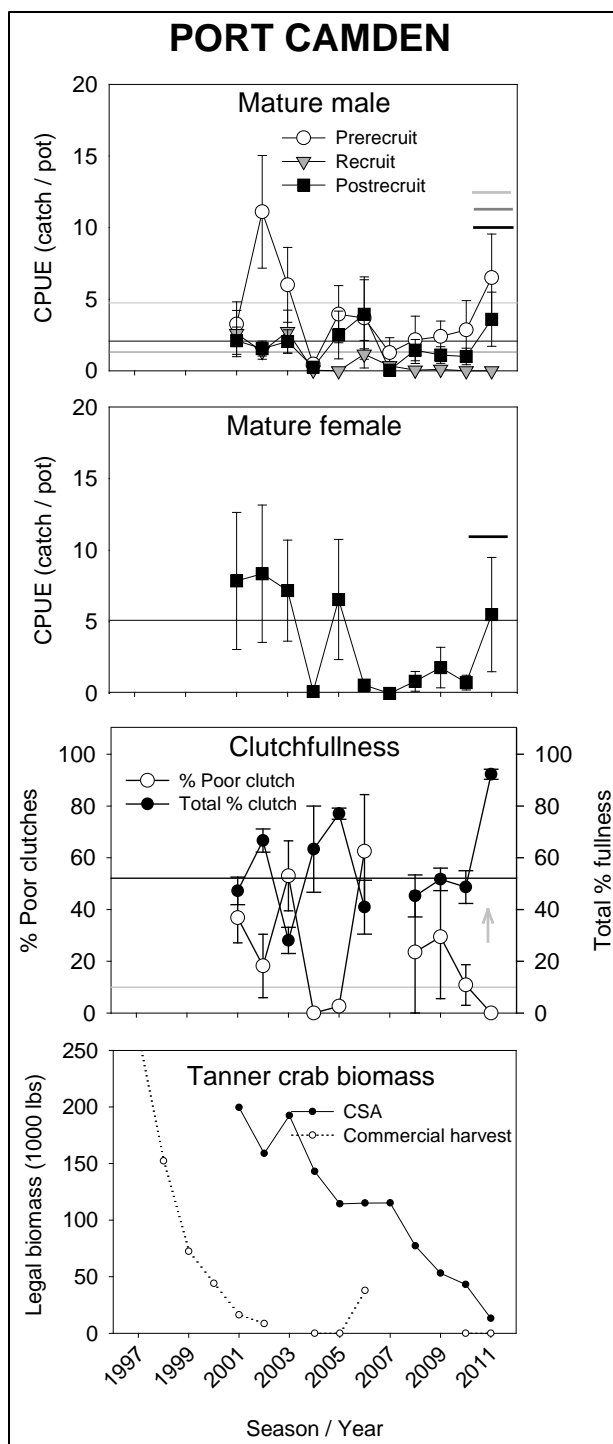 PORT CAMDEN
Mature male
Prerecruit
Recruit
Postrecruit
CPUE (catch / pot)
20
15
10
5
0
Mature female
CPUE (catch / pot)
20
15
10
5
0
Clutchfullness
% Poor clutch
Total % clutch
% Poor clutches
100
80
60
40
20
0
Total % fullness
100
80
60
40
20
0
Tanner crab biomass
CSA
Commercial harvest
Legal biomass (1000 lbs)
250
200
150
100
50
0
1997
1999
2001
2003
2005
2007
2009
2011
Season / Year